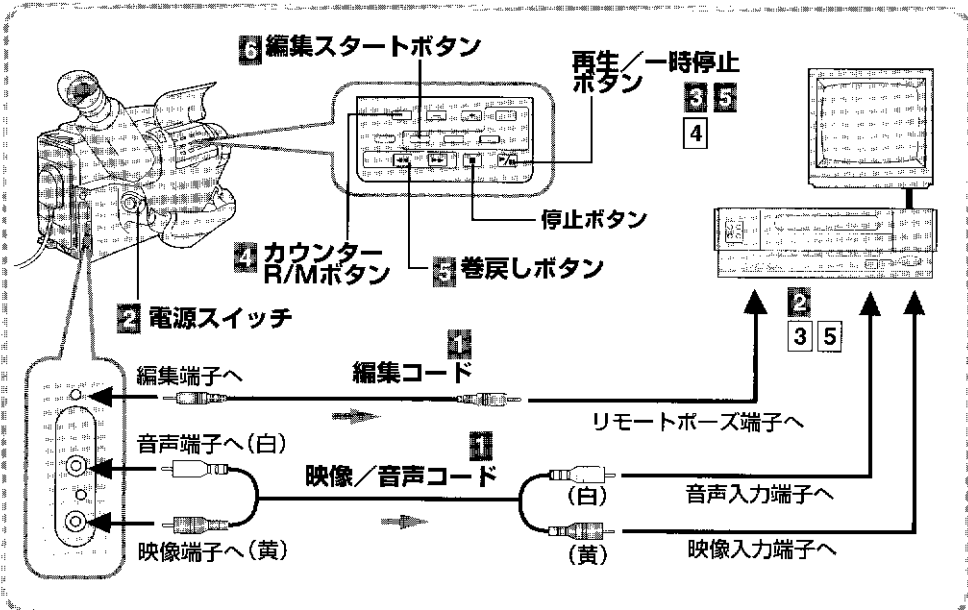 6 編集スタートボタン
再生／一時停止
ボタン
3 5
4
停止ボタン
4 カウンター
R/Mボタン
5 巻戻しボタン
2 電源スイッチ
2
3 5
1
編集コード
編集端子へ
リモートポーズ端子へ
音声端子へ(白)
1
映像／音声コード
(白)
音声入力端子へ
映像端子へ(黄)
(黄)
映像入力端子へ